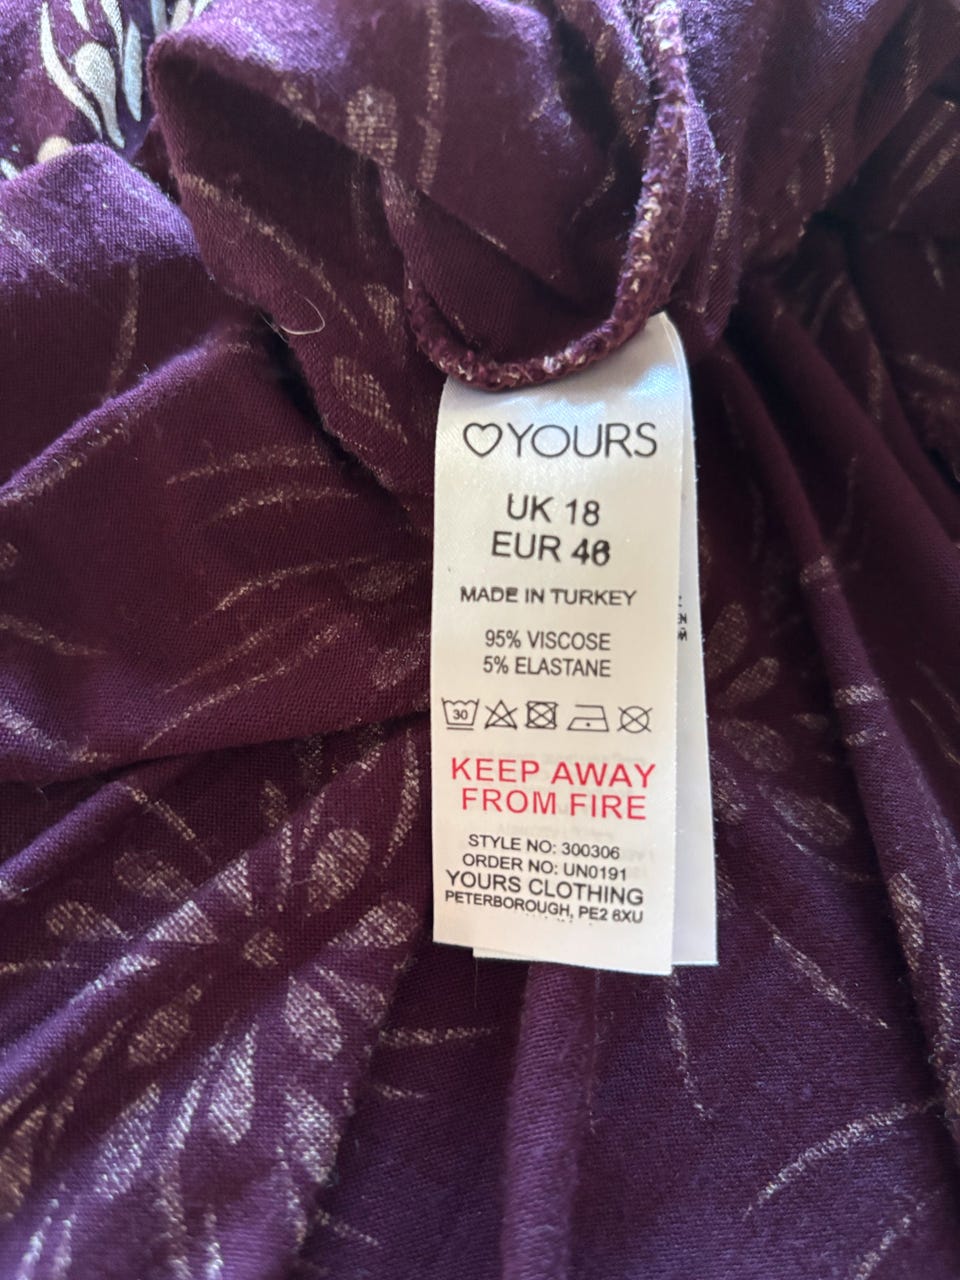 ♡YOURS
UK 18
EUR 46
MADE IN TURKEY
95% VISCOSE
5% ELASTANE
30
KEEP AWAY
FROM FIRE
STYLE NO: 300306
ORDER NO: UN0191
YOURS CLOTHING
PETERBOROUGH, PE2 6XU